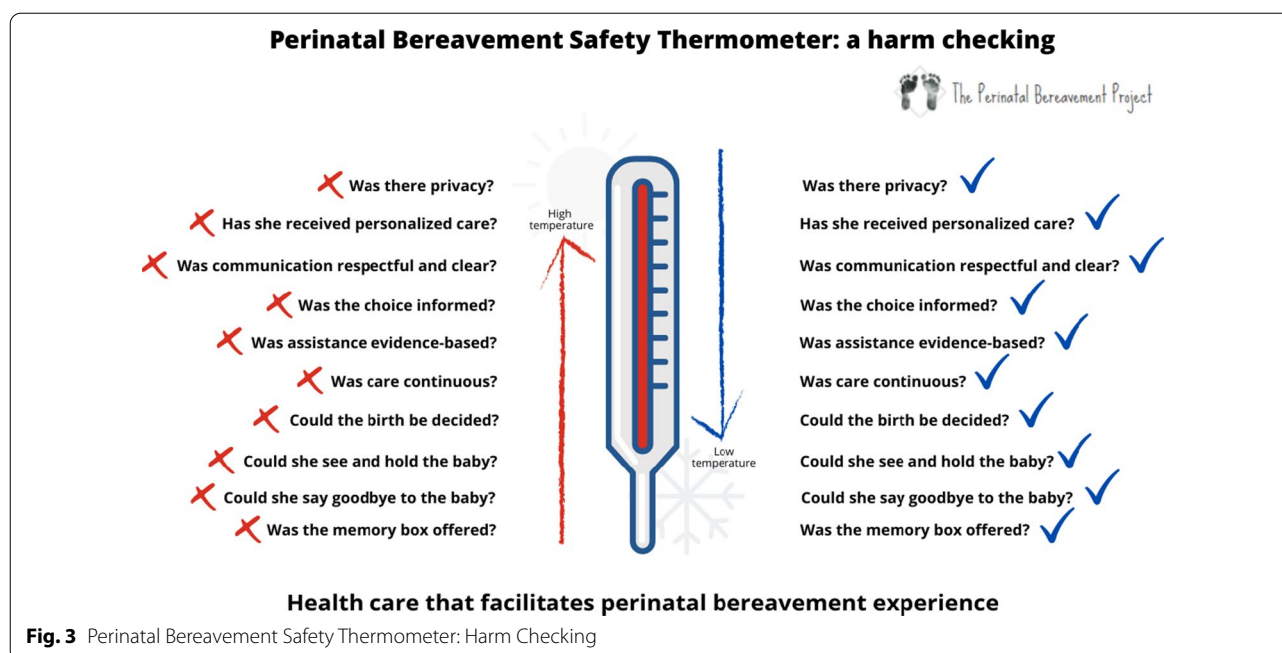 Perinatal Bereavement Safety Thermometer: a harm checking
The Perinatal Bereavement Project
Was there privacy?
Has she received personalized care?
Was communication respectful and clear?
Was the choice informed?
Was assistance evidence-based?
Was care continuous?
Could the birth be decided?
Could she see and hold the baby?
Could she say goodbye to the baby?
Was the memory box offered?
High
temperature
Low
temperature
Was there privacy?
Has she received personalized care?
Was communication respectful and clear?
Was the choice informed?
Was assistance evidence-based?
Was care continuous?
Could the birth be decided?
Could she see and hold the baby?
Could she say goodbye to the baby?
Was the memory box offered?
Health care that facilitates perinatal bereavement experience
Fig. 3 Perinatal Bereavement Safety Thermometer: Harm Checking